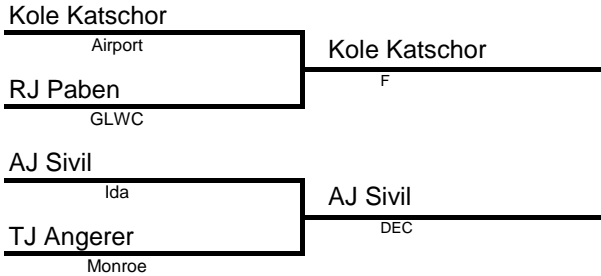 Kole Katschor
Airport
Kole Katschor
F
RJ Paben
GLWC
AJ Sivil
Ida
AJ Sivil
DEC
TJ Angerer
Monroe